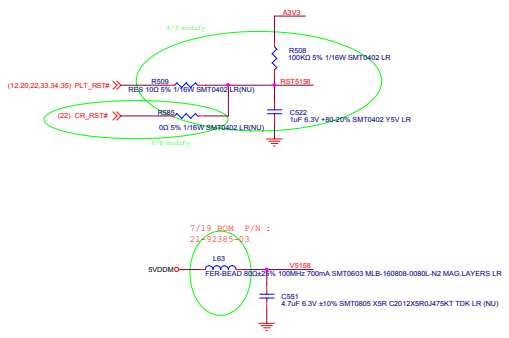 A3V3
8/3 modify
R508
100KΩ 5% 1/16W SMT0402 LR
(12,20,22,33,34,35) PLT_RST#
R509
RST5158
RES 10Ω 5% 1/16W SMT0402 LR(NU)
(22) CR_RST#
R585
0Ω 5% 1/16W SMT0402 LR(NU)
C522
1uF 6.3V +80-20% SMT0402 Y5V LR
8/8 modify
7/19 BOM P/N :
21-92385-03
L63
5VDDM
V5158
FER-BEAD 80Ω±25% 100MHz 700mA SMT0603 MLB-160808-0080L-N2 MAG.LAYERS LR
C551
4.7uF 6.3V ±10% SMT0805 X5R C2012X5R0J475KT TDK LR (NU)